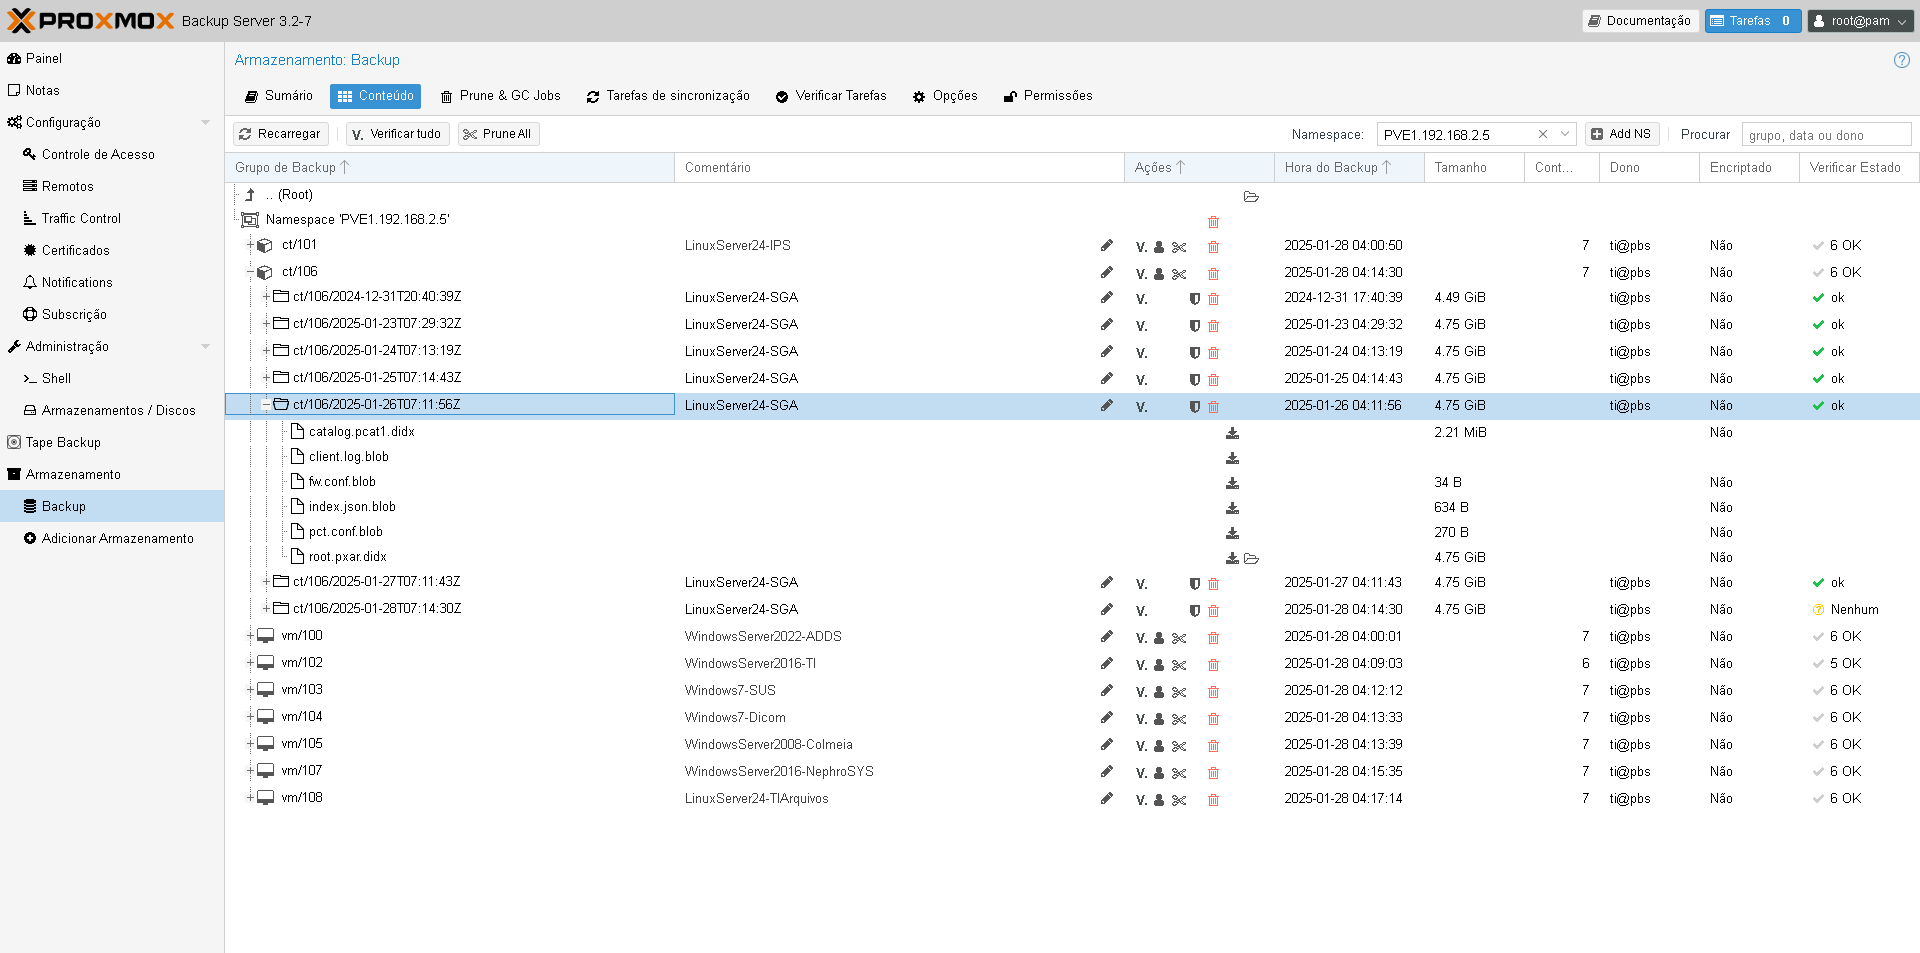 PROXMOX Backup Server 3.2-7
Documentação
Tarefas 0
root@pam
Painel
Notas
Configuração
Controle de Acesso
Remotos
Traffic Control
Certificados
Notifications
Subscrição
Administração
Shell
Armazenamentos / Discos
Tape Backup
Armazenamento
Backup
Adicionar Armazenamento
Armazenamento: Backup
Sumário Conteúdo Prune & GC Jobs Tarefas de sincronização Verificar Tarefas Opções Permissões
Recarregar V. Verificar tudo Prune All Namespace: PVE1.192.168.2.5 Add NS Procurar grupo, data ou dono
Grupo de Backup Comentário Ações Hora do Backup Tamanho Cont... Dono Encriptado Verificar Estado
.. (Root)
Namespace 'PVE1.192.168.2.5'
ct/101 LinuxServer24-IPS V. 2025-01-28 04:00:50 7 ti@pbs Não 6 OK
ct/106 V. 2025-01-28 04:14:30 7 ti@pbs Não 6 OK
ct/106/2024-12-31T20:40:39Z LinuxServer24-SGA V. 2024-12-31 17:40:39 4.49 GiB ti@pbs Não ok
ct/106/2025-01-23T07:29:32Z LinuxServer24-SGA V. 2025-01-23 04:29:32 4.75 GiB ti@pbs Não ok
ct/106/2025-01-24T07:13:19Z LinuxServer24-SGA V. 2025-01-24 04:13:19 4.75 GiB ti@pbs Não ok
ct/106/2025-01-25T07:14:43Z LinuxServer24-SGA V. 2025-01-25 04:14:43 4.75 GiB ti@pbs Não ok
ct/106/2025-01-26T07:11:56Z LinuxServer24-SGA V. 2025-01-26 04:11:56 4.75 GiB ti@pbs Não ok
catalog.pcat1.didx 2.21 MiB Não
client.log.blob
fw.conf.blob 34 B Não
index.json.blob 634 B Não
pct.conf.blob 270 B Não
root.pxar.didx 4.75 GiB Não
ct/106/2025-01-27T07:11:43Z LinuxServer24-SGA V. 2025-01-27 04:11:43 4.75 GiB ti@pbs Não ok
ct/106/2025-01-28T07:14:30Z LinuxServer24-SGA V. 2025-01-28 04:14:30 4.75 GiB ti@pbs Não Nenhum
vm/100 WindowsServer2022-ADDS V. 2025-01-28 04:00:01 7 ti@pbs Não 6 OK
vm/102 WindowsServer2016-TI V. 2025-01-28 04:09:03 6 ti@pbs Não 5 OK
vm/103 Windows7-SUS V. 2025-01-28 04:12:12 7 ti@pbs Não 6 OK
vm/104 Windows7-Dicom V. 2025-01-28 04:13:33 7 ti@pbs Não 6 OK
vm/105 WindowsServer2008-Colmeia V. 2025-01-28 04:13:39 7 ti@pbs Não 6 OK
vm/107 WindowsServer2016-NephroSYS V. 2025-01-28 04:15:35 7 ti@pbs Não 6 OK
vm/108 LinuxServer24-TIArquivos V. 2025-01-28 04:17:14 7 ti@pbs Não 6 OK